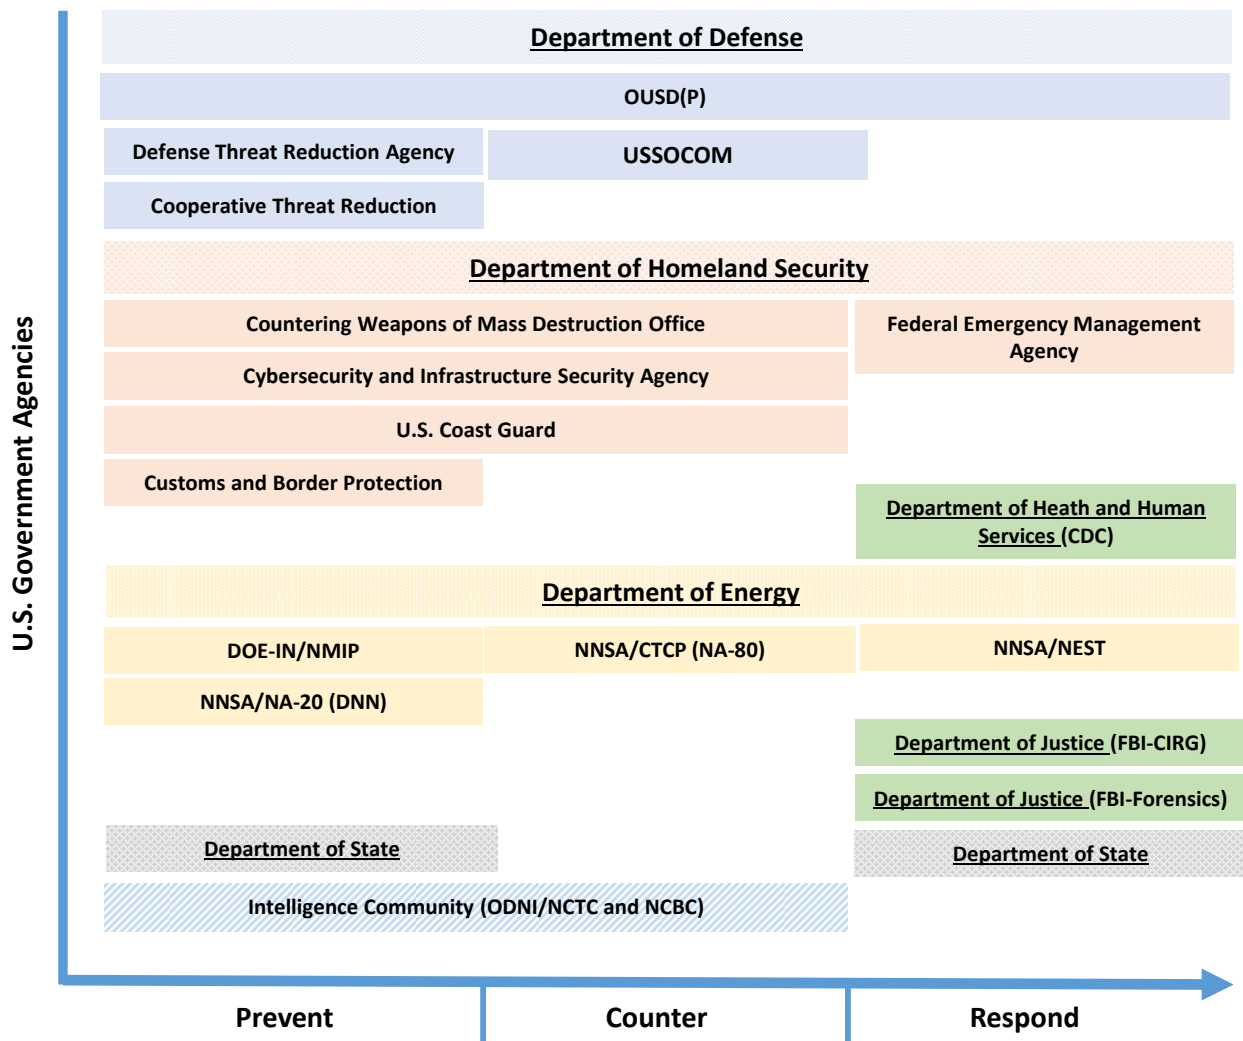 Department of Defense
OUSD(P)
Defense Threat Reduction Agency
USSOCOM
Cooperative Threat Reduction
Department of Homeland Security
Countering Weapons of Mass Destruction Office
Federal Emergency Management
Agency
Cybersecurity and Infrastructure Security Agency
U.S. Coast Guard
Customs and Border Protection
Department of Heath and Human
Services (CDC)
Department of Energy
DOE-IN/NMIP
NNSA/CTCP (NA-80)
NNSA/NEST
NNSA/NA-20 (DNN)
Department of Justice (FBI-CIRG)
Department of Justice (FBI-Forensics)
Department of State
Department of State
Intelligence Community (ODNI/NCTC and NCBC)
U.S. Government Agencies
Prevent
Counter
Respond